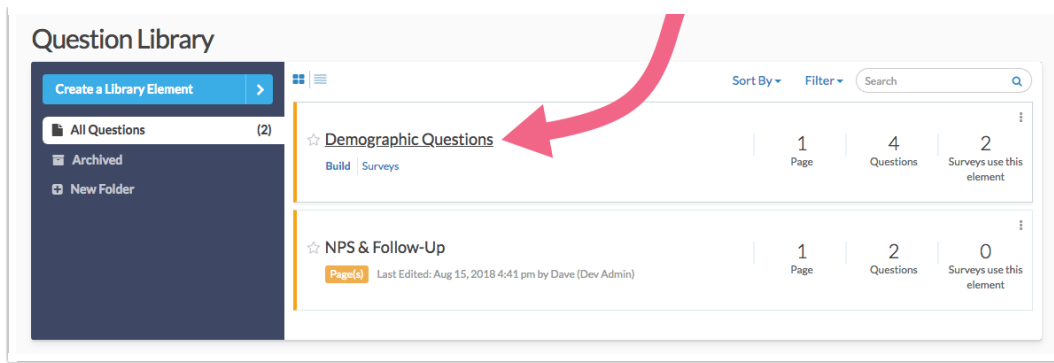 Question Library
Create a Library Element
All Questions (2)
Archived
New Folder
Sort By Filter Search
Demographic Questions
Build Surveys
1 4 2
Page Questions Surveys use this
element
NPS & Follow-Up
Page(s) Last Edited: Aug 15, 2018 4:41 pm by Dave (Dev Admin)
1 2 0
Page Questions Surveys use this
element